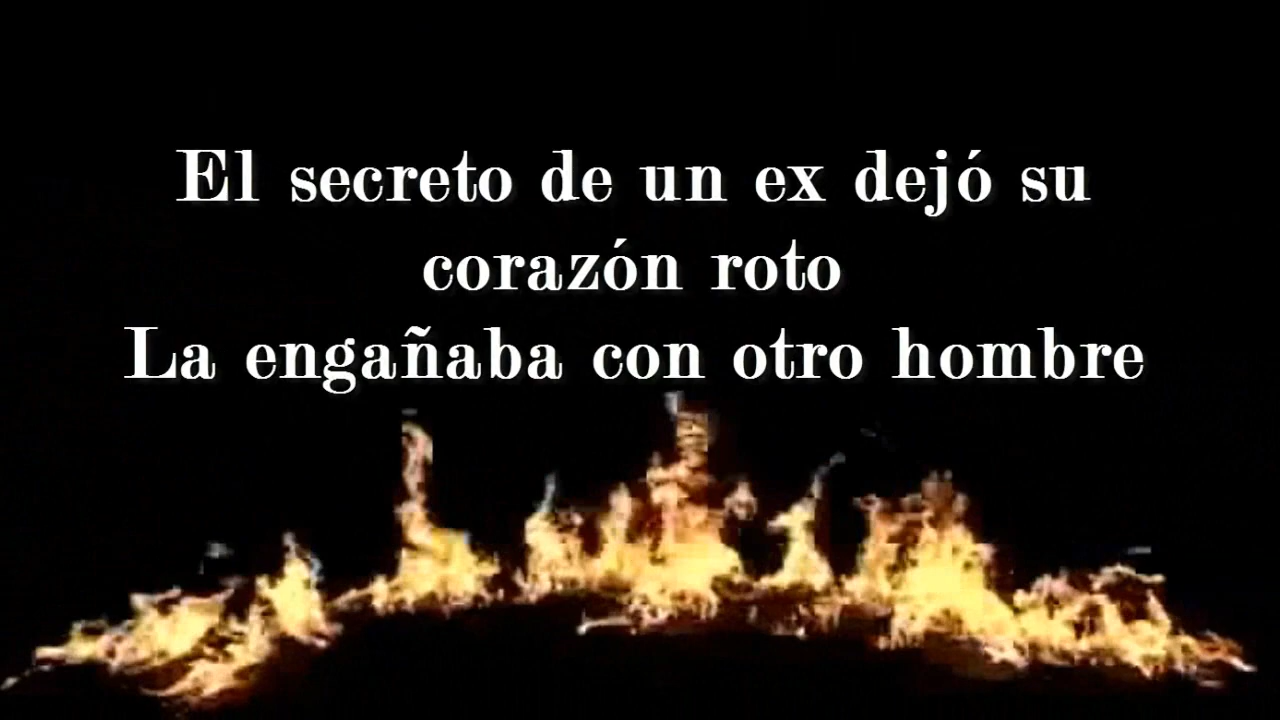 El secreto de un ex dejó su
corazón roto
La engañaba con otro hombre